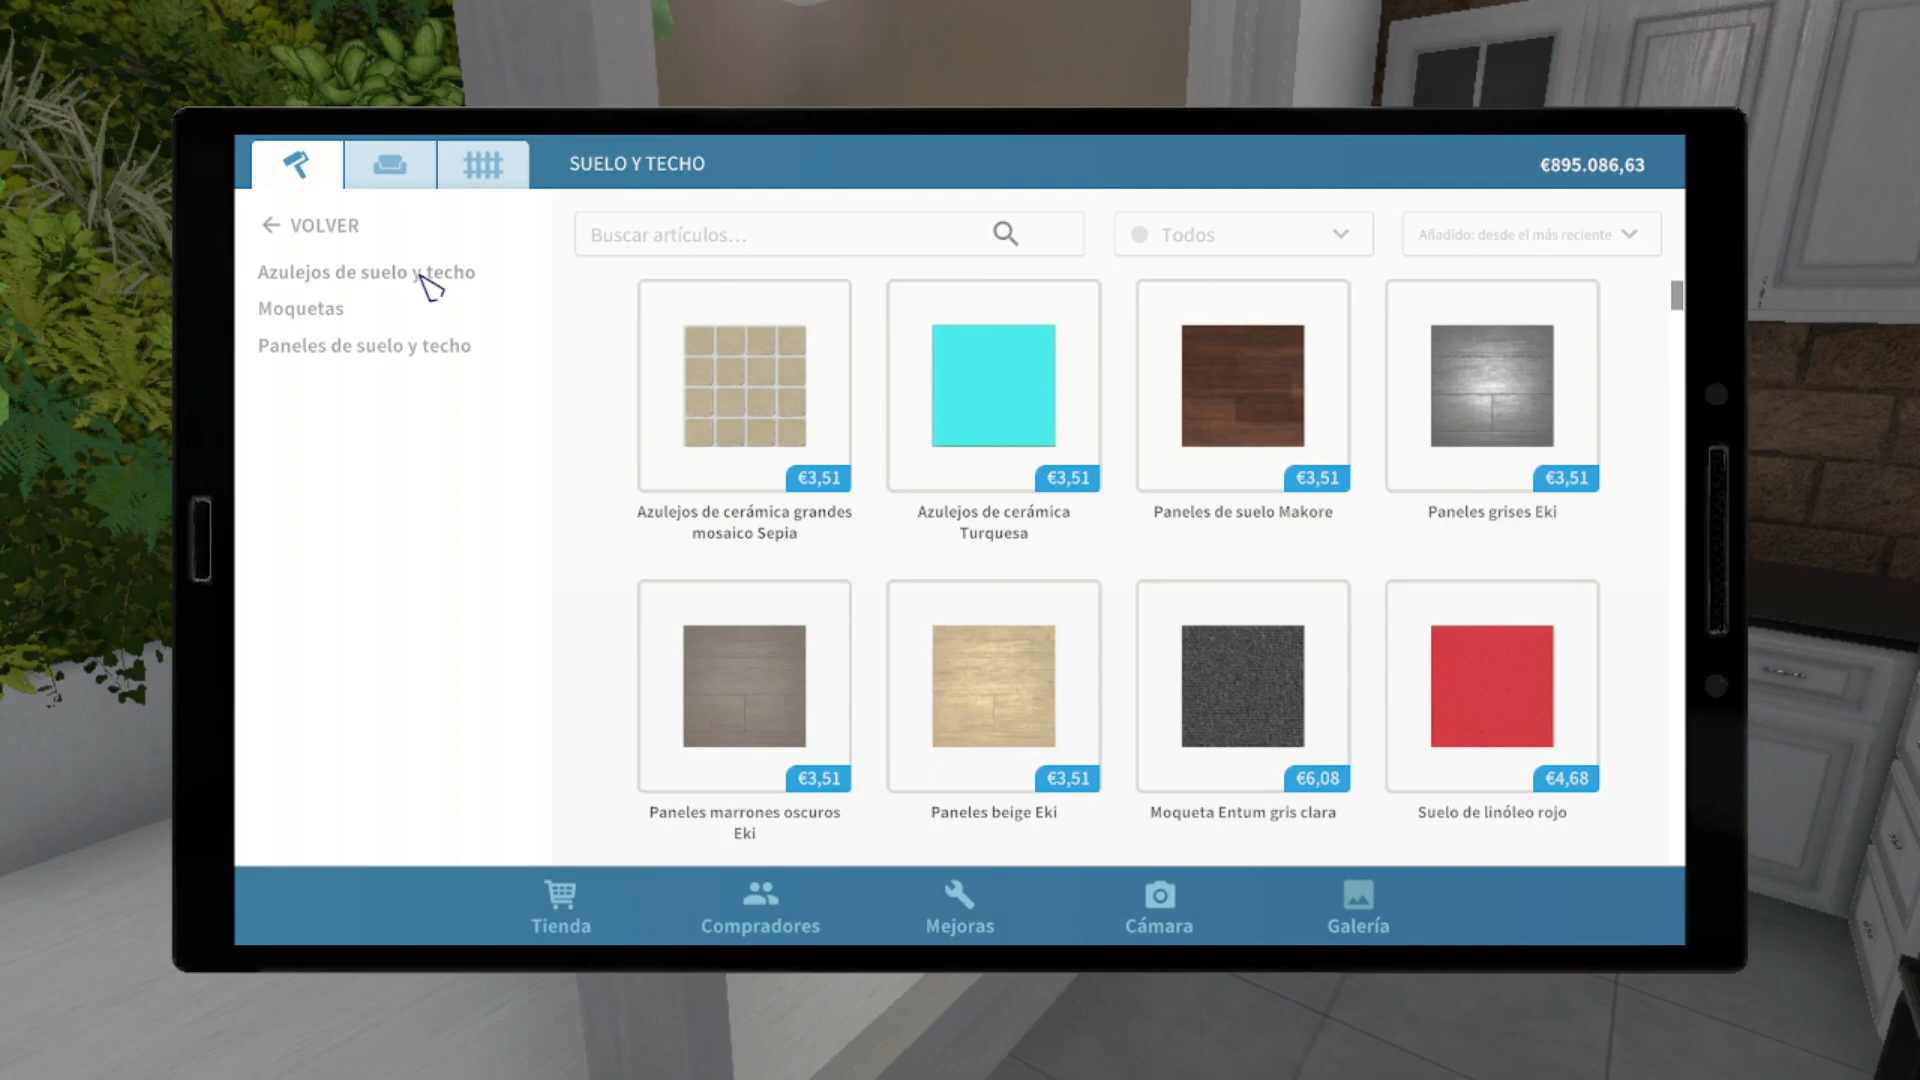 SUELO Y TECHO
€895.086,63
VOLVER
Azulejos de suelo y techo
Moquetas
Paneles de suelo y techo
Buscar artículos...
Todos
Añadido: desde el más reciente
€3,51
€3,51
€3,51
€3,51
Azulejos de cerámica grandes
mosaico Sepia
Azulejos de cerámica
Turquesa
Paneles de suelo Makore
Paneles grises Eki
€3,51
€3,51
€6,08
€4,68
Paneles marrones oscuros
Eki
Paneles beige Eki
Moqueta Entum gris clara
Suelo de linóleo rojo
Tienda
Compradores
Mejoras
Cámara
Galería